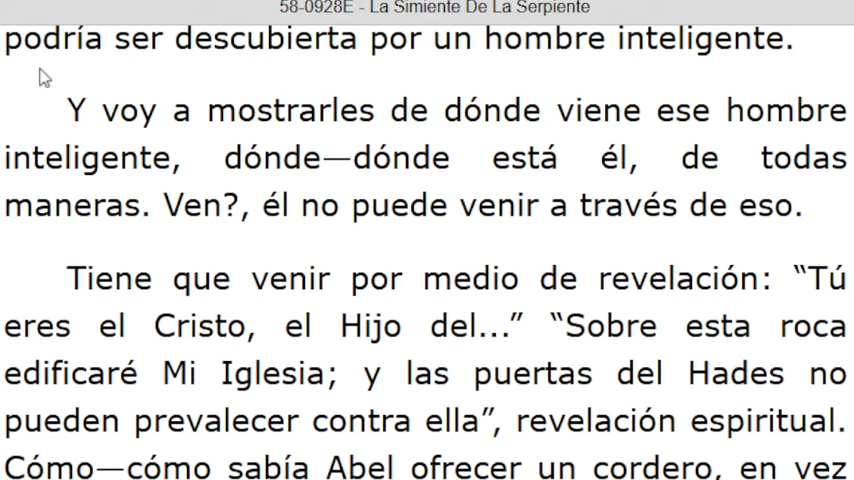 58-0928E - La Simiente De La Serpiente
podría ser descubierta por un hombre inteligente.
Y voy a mostrarles de dónde viene ese hombre
inteligente, dónde—dónde está él, de todas
maneras. Ven?, él no puede venir a través de eso.
Tiene que venir por medio de revelación: “Tú
eres el Cristo, el Hijo del...” “Sobre esta roca
edificaré Mi Iglesia; y las puertas del Hades no
pueden prevalecer contra ella”, revelación espiritual.
Cómo—cómo sabía Abel ofrecer un cordero, en vez